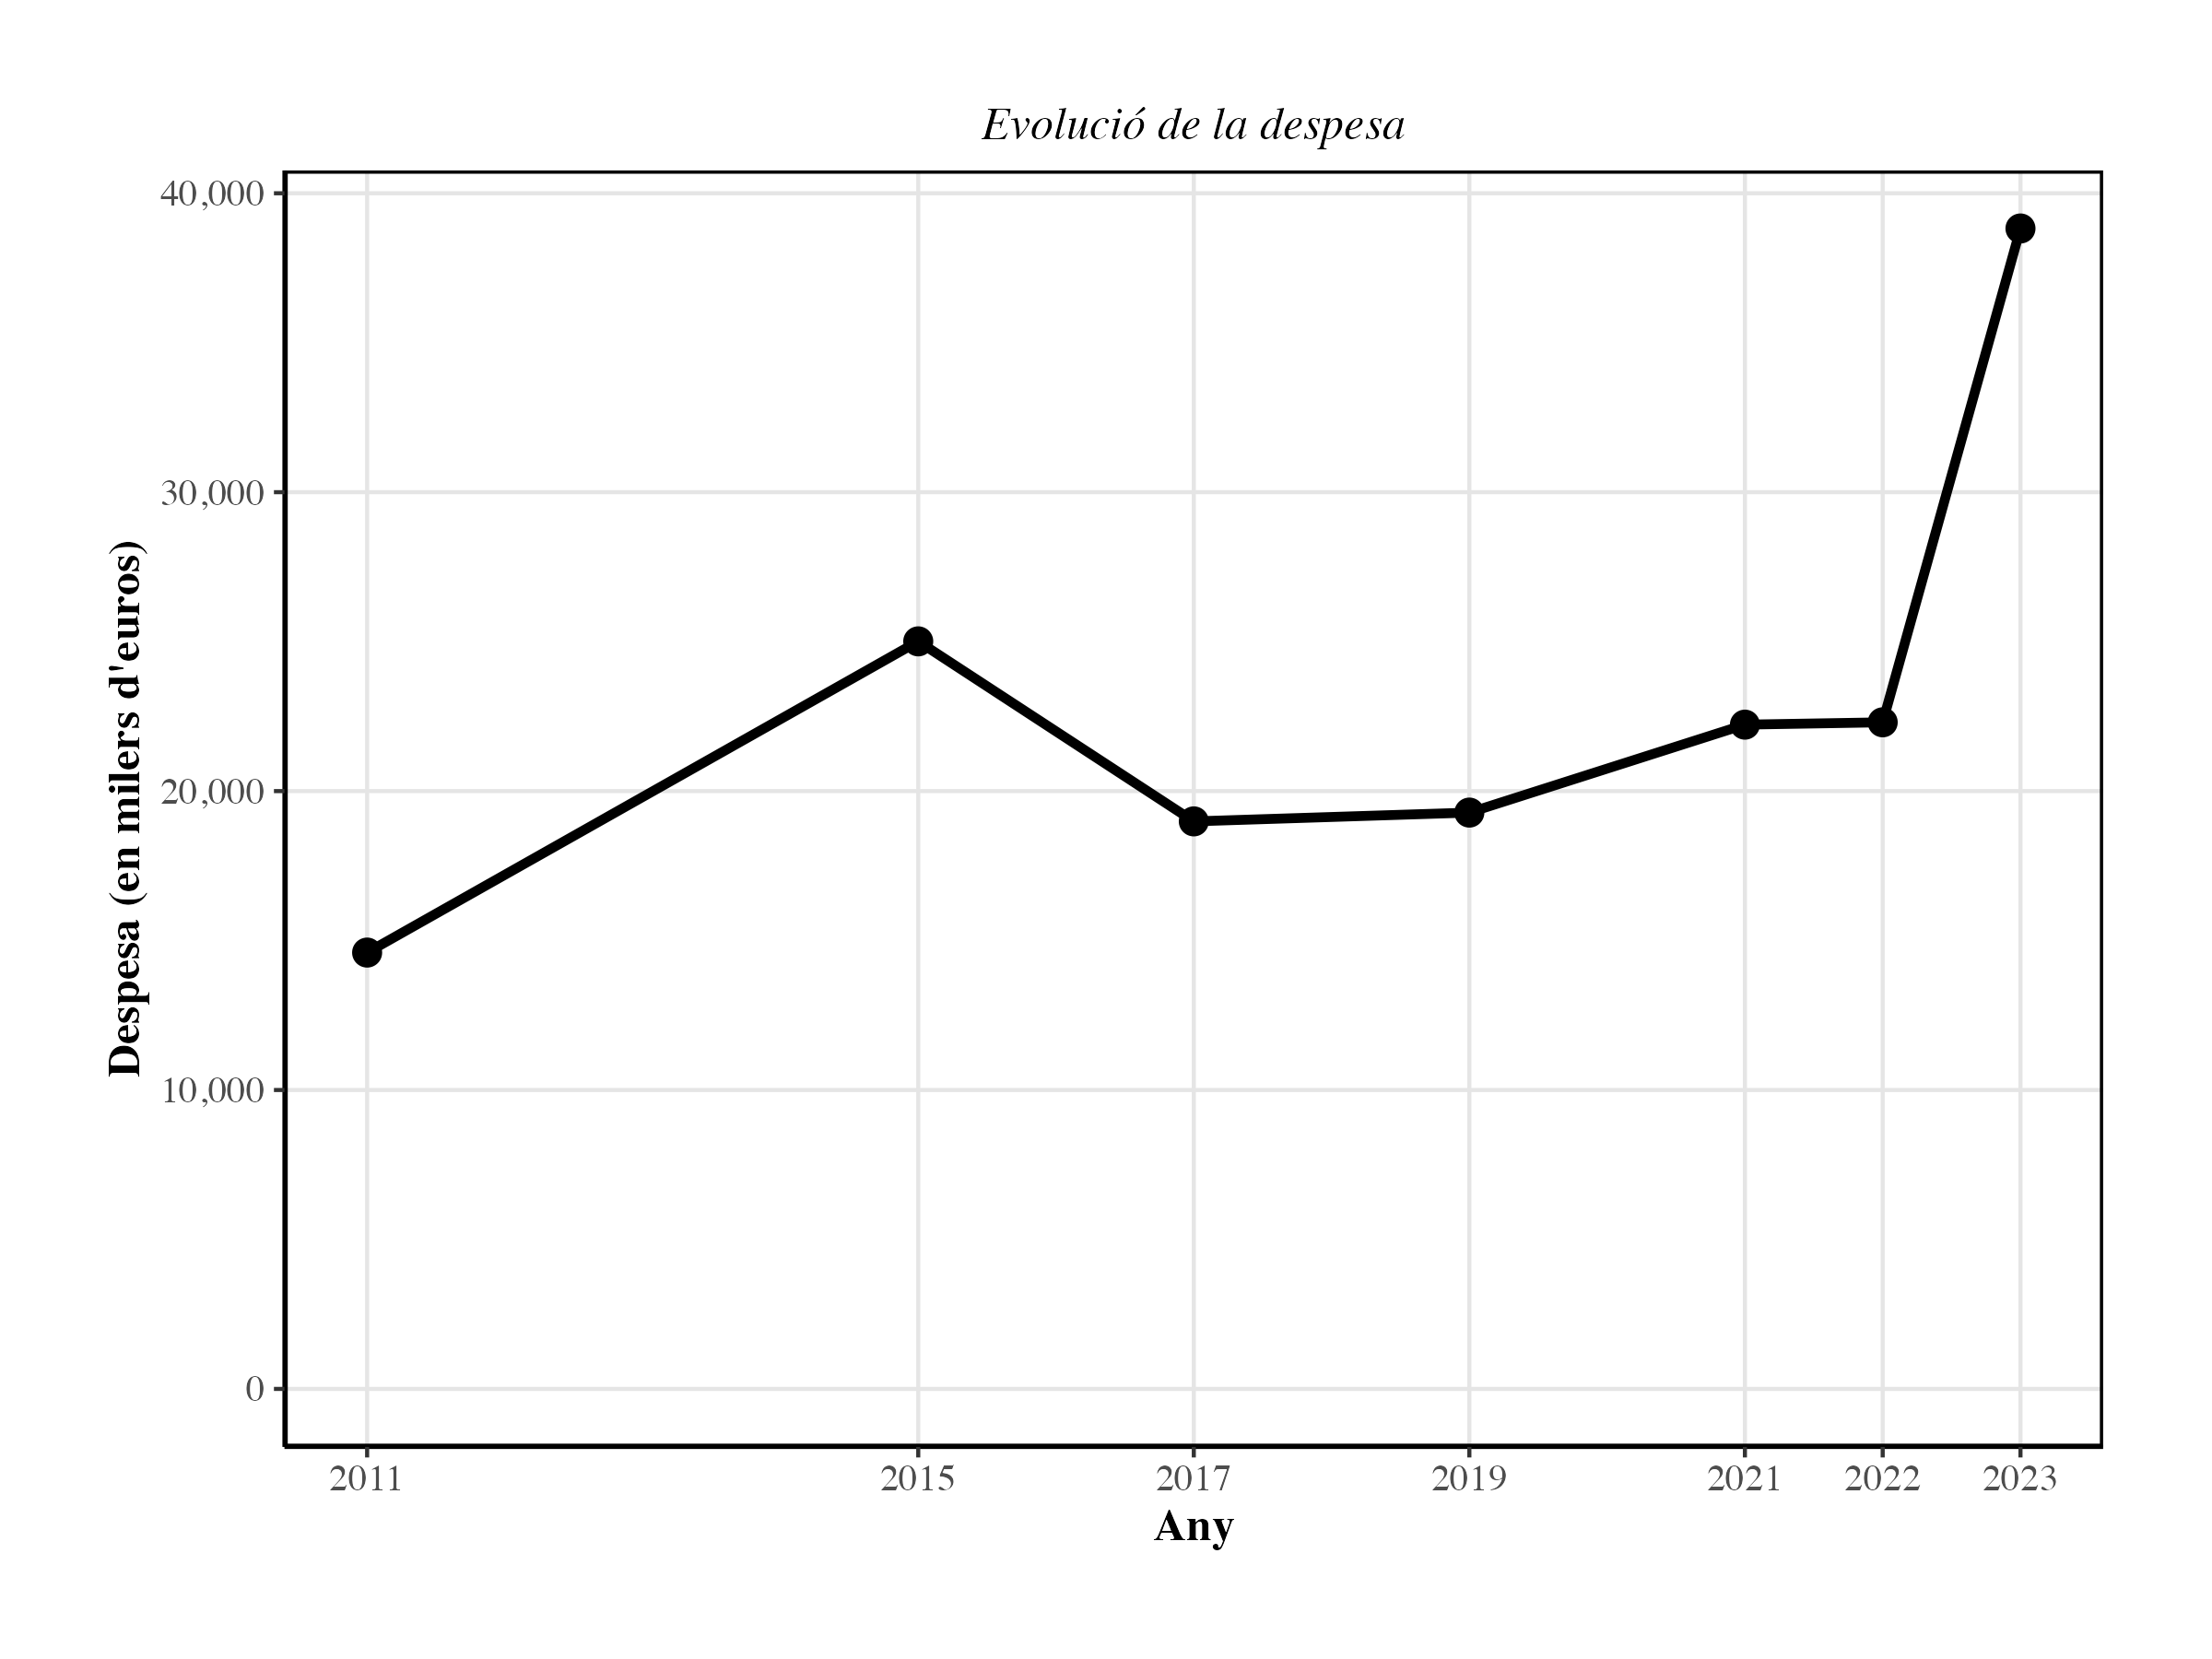 Evolució de la despesa
Despesa (en milers d'euros)
40,000
30,000
20,000
10,000
0
2011 2015 2017 2019 2021 2022 2023
Any